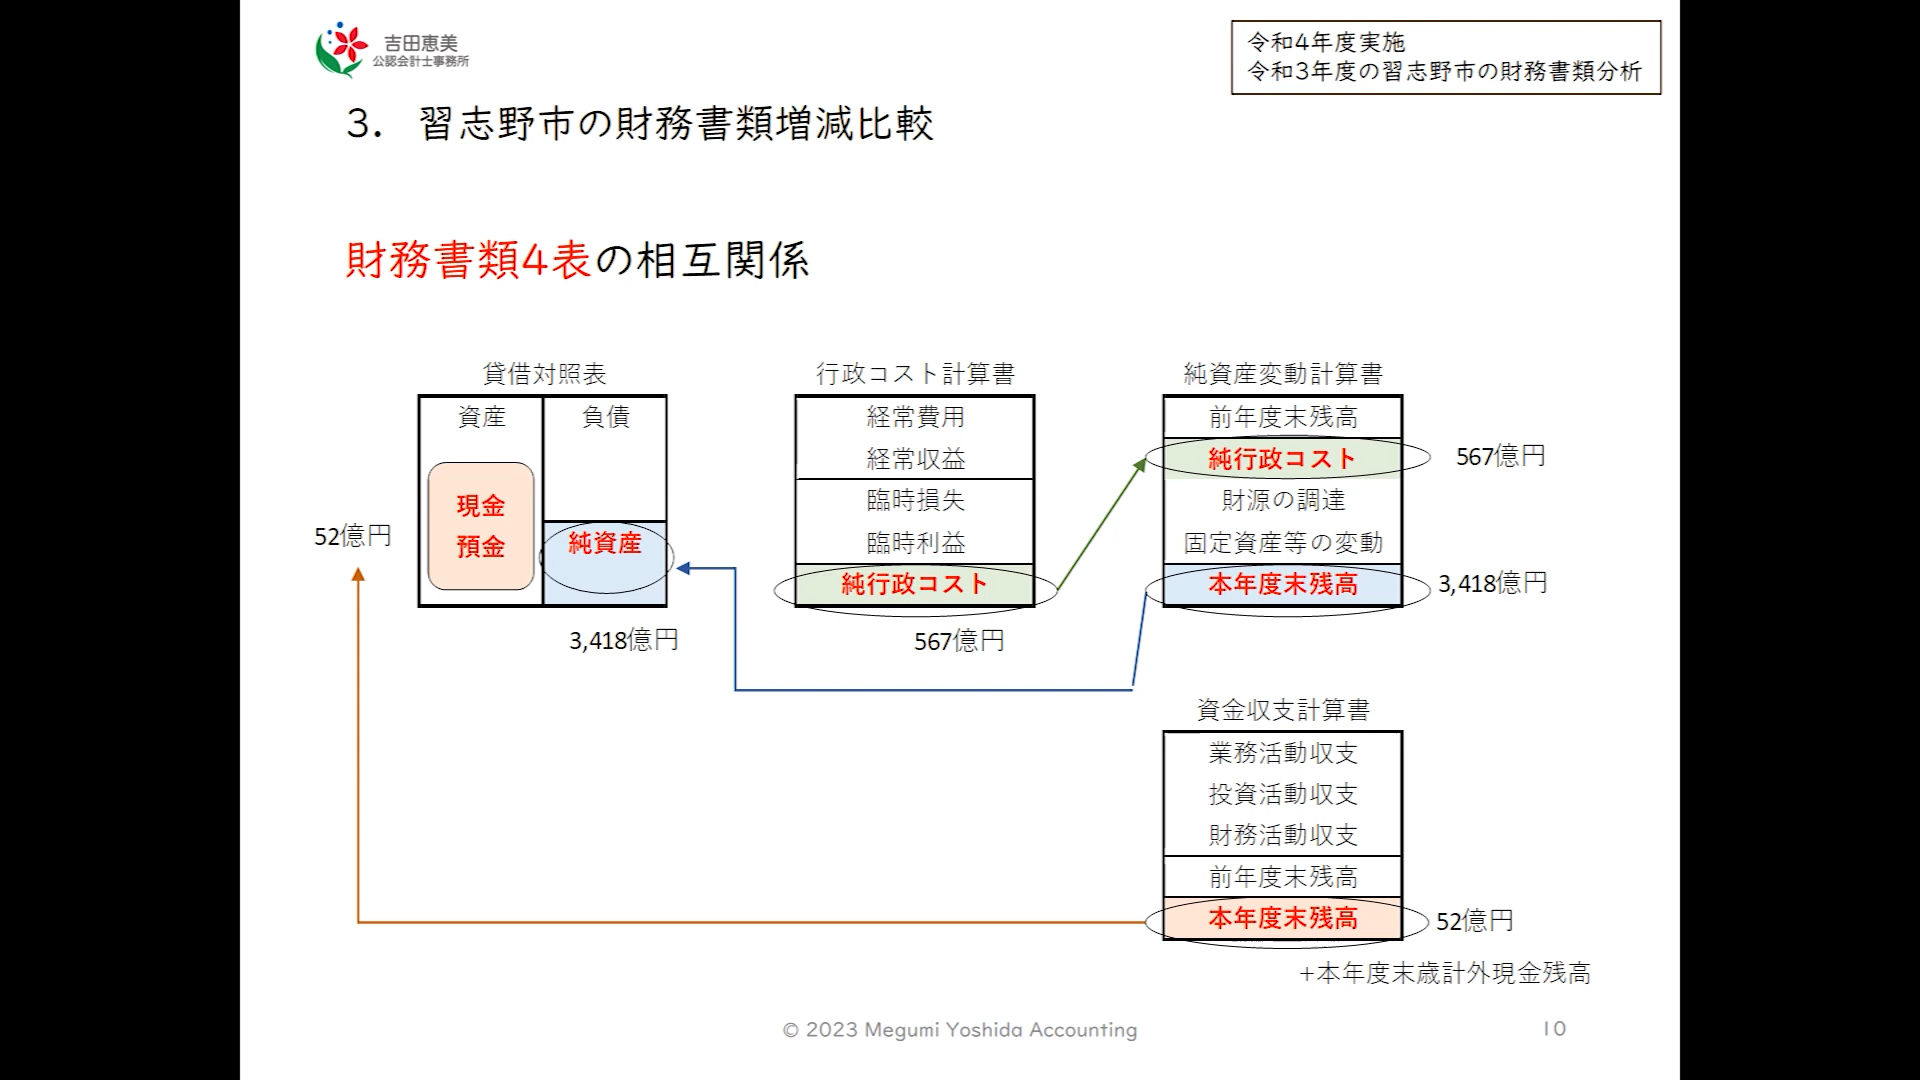 吉田恵美
公認会計士事務所
令和4年度実施
令和3年度の習志野市の財務書類分析
3. 習志野市の財務書類増減比較
財務書類4表の相互関係
貸借対照表
資産
負債
現金
預金
純資産
52億円
3,418億円
行政コスト計算書
経常費用
経常収益
臨時損失
臨時利益
純行政コスト
567億円
純資産変動計算書
前年度末残高
純行政コスト
567億円
財源の調達
固定資産等の変動
本年度末残高
3,418億円
資金収支計算書
業務活動収支
投資活動収支
財務活動収支
前年度末残高
本年度末残高
52億円
+本年度末歳計外現金残高
© 2023 Megumi Yoshida Accounting
10